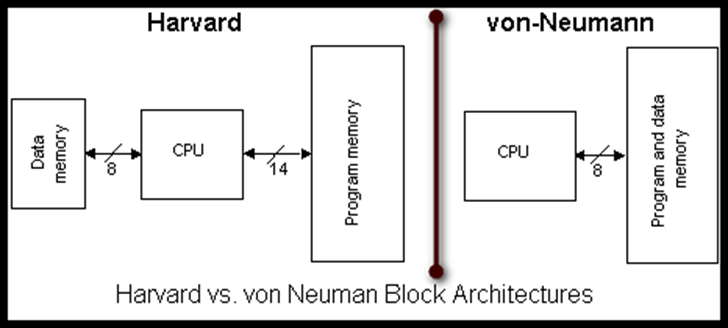 Harvard
von-Neumann
Data
memory
8
CPU
14
Program memory
CPU
8
Program and data
memory
Harvard vs. von Neuman Block Architectures